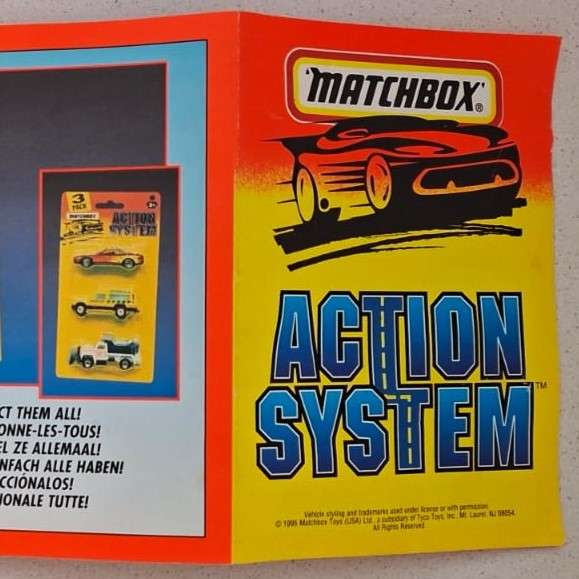 3
PACK
MATCHBOX
ACTION
SYSTEM
CT THEM ALL!
ONNE-LES-TOUS!
EL ZE ALLEMAAL!
NFACH ALLE HABEN!
CCIÓNALOS!
IONALE TUTTE!
MATCHBOX®
ACTION
SYSTEM™
Vehicle styling and trademarks used under license or with permission.
© 1995 Matchbox Toys (USA) Ltd., a subsidiary of Tyco Toys, Inc. Mt. Laurel, NJ 08054.
All Rights Reserved